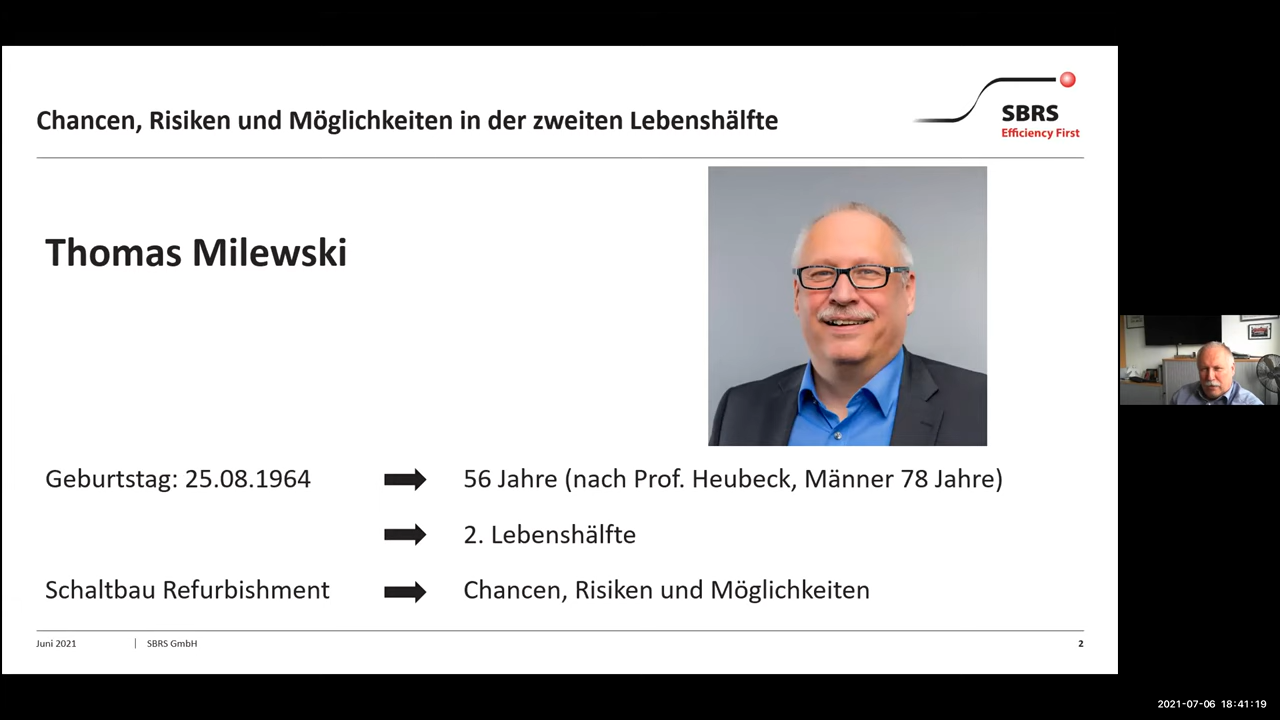 Chancen, Risiken und Möglichkeiten in der zweiten Lebenshälfte
SBRS
Efficiency First
Thomas Milewski
Geburtstag: 25.08.1964
56 Jahre (nach Prof. Heubeck, Männer 78 Jahre)
2. Lebenshälfte
Schaltbau Refurbishment
Chancen, Risiken und Möglichkeiten
Juni 2021
SBRS GmbH
2
2021-07-06 18:41:19